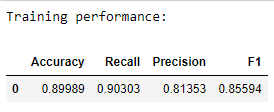 Training performance:
Accuracy Recall Precision F1
0 0.89989 0.90303 0.81353 0.85594